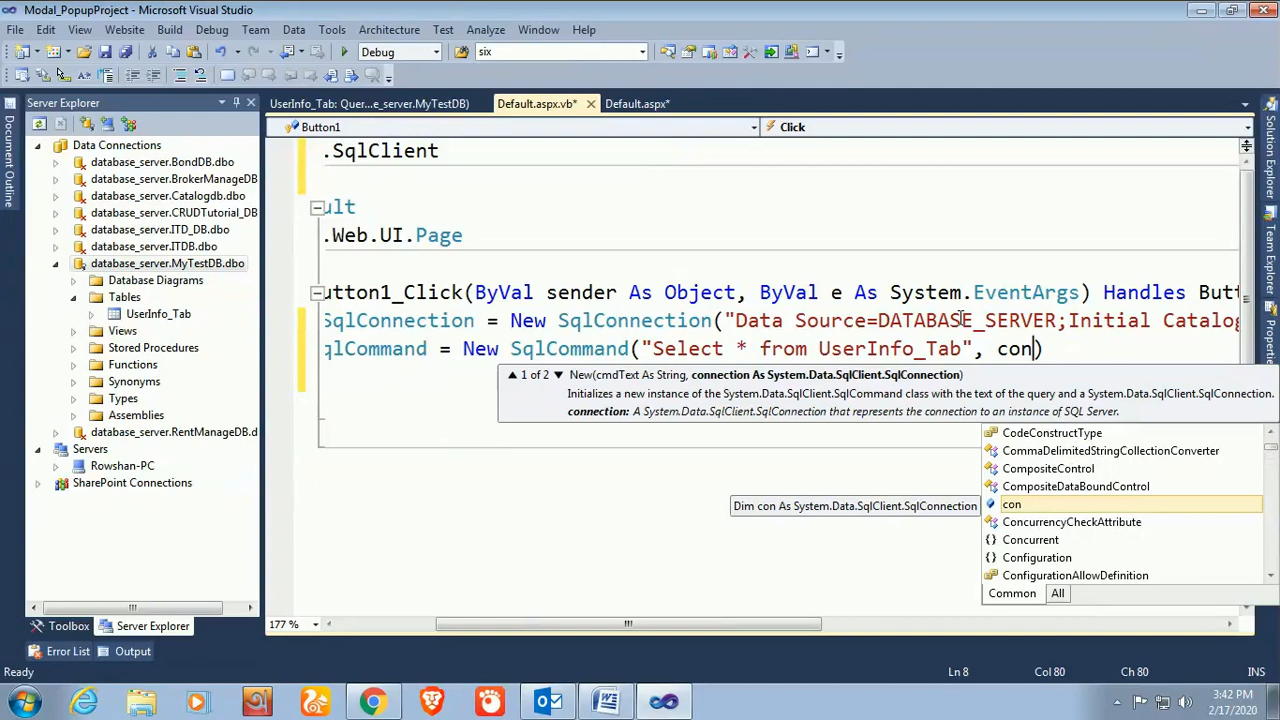 Modal_PopupProject - Microsoft Visual Studio
File Edit View Website Build Debug Team Data Tools Architecture Test Analyze Window Help
Debug six
Server Explorer
UserInfo_Tab: Quer...e_server.MyTestDB) Default.aspx.vb* Default.aspx*
Button1 Click
Document Outline
Solution Explorer
Team Explorer
Data Connections
database_server.BondDB.dbo
database_server.BrokerManageDB
database_server.Catalogdb.dbo
database_server.CRUDTutorial_DB
database_server.ITD_DB.dbo
database_server.ITDB.dbo
database_server.MyTestDB.dbo
Database Diagrams
Tables
UserInfo_Tab
Views
Stored Procedures
Functions
Synonyms
Types
Assemblies
database_server.RentManageDB.d
Servers
Rowshan-PC
SharePoint Connections
.SqlClient
ult
.Web.UI.Page
utton1_Click(ByVal sender As Object, ByVal e As System.EventArgs) Handles Butt
SqlConnection = New SqlConnection("Data Source=DATABASE_SERVER;Initial Catalog
qlCommand = New SqlCommand("Select * from UserInfo_Tab", con)
1 of 2 New(cmdText As String, connection As System.Data.SqlClient.SqlConnection)
Initializes a new instance of the System.Data.SqlClient.SqlCommand class with the text of the query and a System.Data.SqlClient.SqlConnection.
connection: A System.Data.SqlClient.SqlConnection that represents the connection to an instance of SQL Server.
CodeConstructType
CommaDelimitedStringCollectionConverter
CompositeControl
CompositeDataBoundControl
con
Dim con As System.Data.SqlClient.SqlConnection
ConcurrencyCheckAttribute
Concurrent
Configuration
ConfigurationAllowDefinition
Common All
177 %
Toolbox Server Explorer
Error List Output
Ready Ln 8 Col 80 Ch 80 INS
3:42 PM
2/17/2020